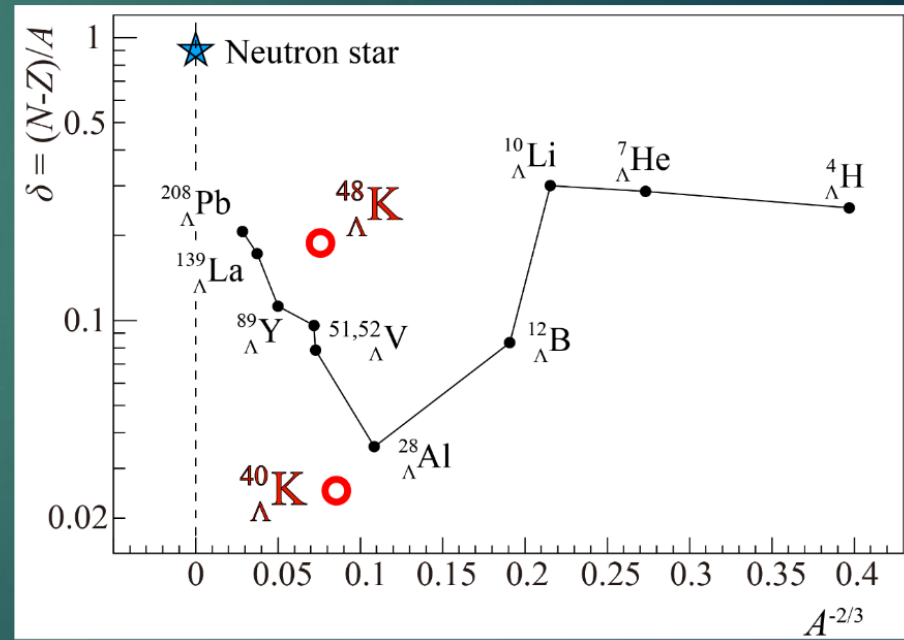 δ = (N-Z)/A
1
0.5
0.1
0.02
Neutron star
²⁰⁸ΛPb
¹³⁹ΛLa
⁸⁹ΛY
⁴⁸ΛK
⁵¹,⁵²ΛV
⁴⁰ΛK
²⁸ΛAl
¹²ΛB
¹⁰ΛLi
⁷ΛHe
⁴ΛH
0 0.05 0.1 0.15 0.2 0.25 0.3 0.35 0.4
A⁻²/³